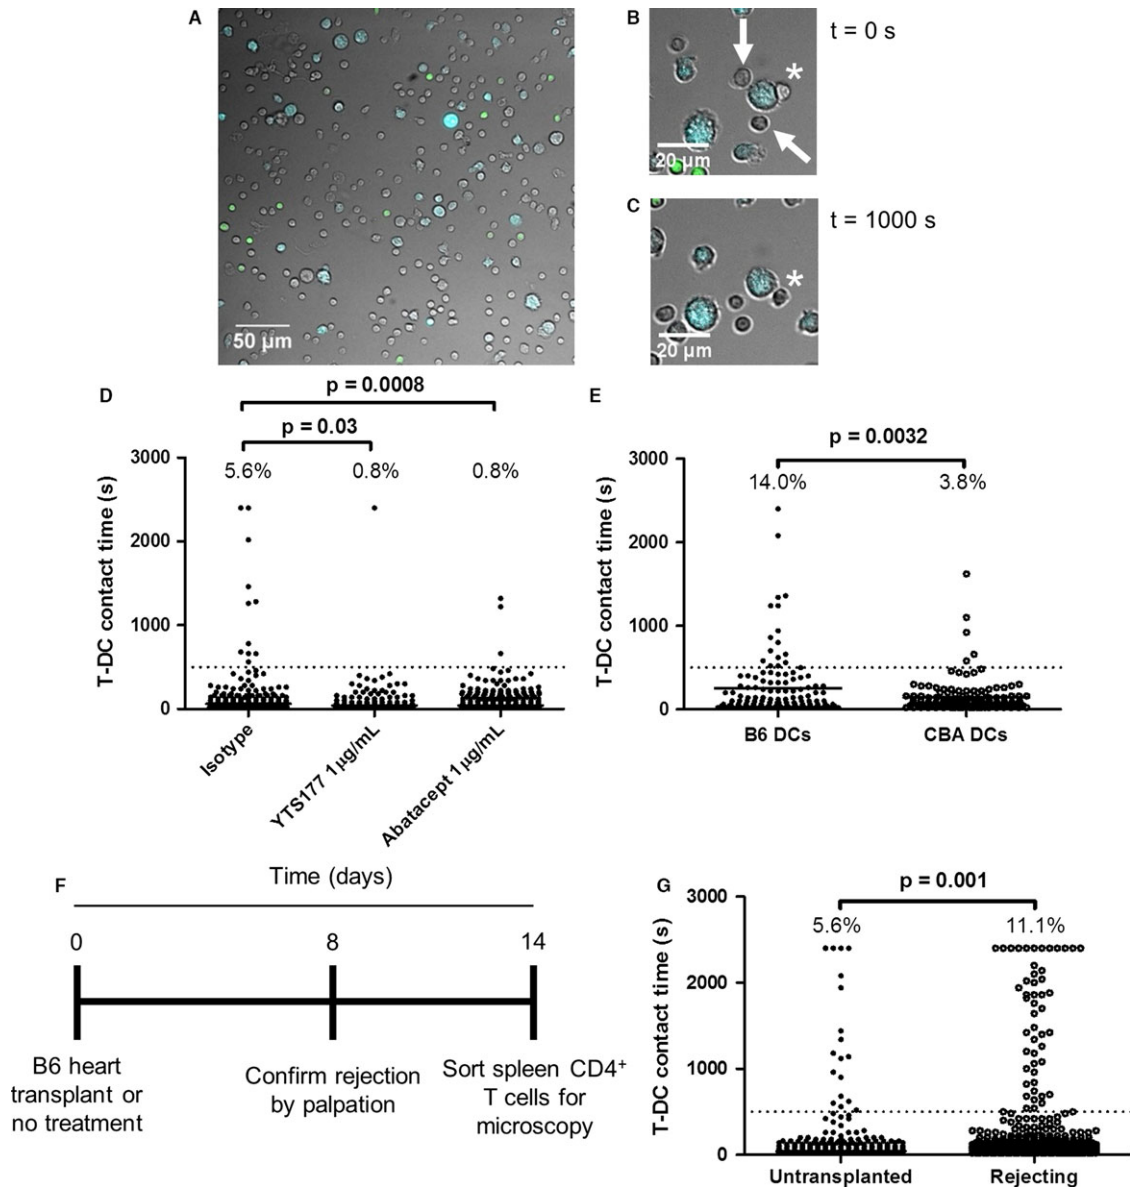 A
50 µm
B
t = 0 s
*
20 µm
C
t = 1000 s
*
20 µm
D
p = 0.0008
p = 0.03
5.6%
0.8%
0.8%
T-DC contact time (s)
3000
2000
1000
0
Isotype
YTS177 1µg/mL
Abatacept 1µg/mL
E
p = 0.0032
14.0%
3.8%
T-DC contact time (s)
3000
2000
1000
0
B6 DCs
CBA DCs
F
Time (days)
0
8
14
B6 heart
transplant or
no treatment
Confirm rejection
by palpation
Sort spleen CD4⁺
T cells for
microscopy
G
p = 0.001
5.6%
11.1%
T-DC contact time (s)
3000
2000
1000
0
Untransplanted
Rejecting